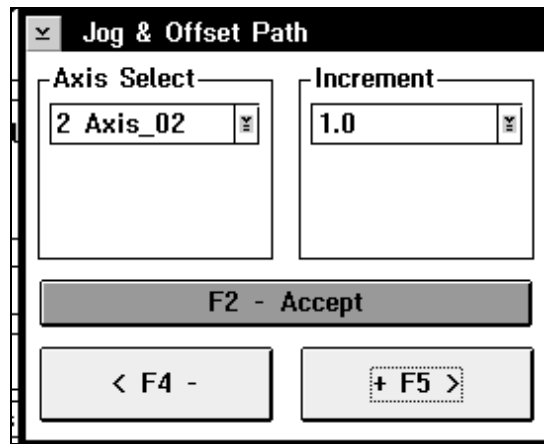 Jog & Offset Path
Axis Select
Increment
2 Axis_02
1.0
F2 - Accept
< F4 -
+ F5 >